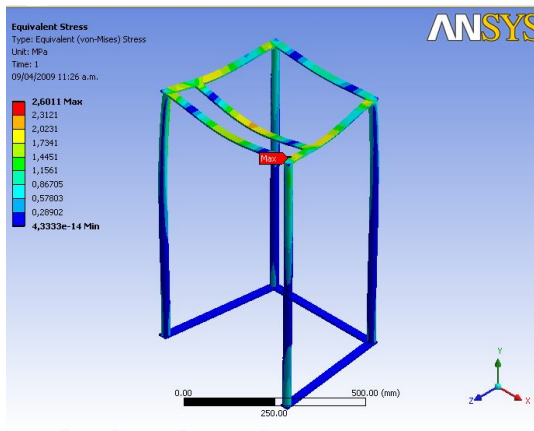 Equivalent Stress
Type: Equivalent (von-Mises) Stress
Unit: MPa
Time: 1
09/04/2009 11:26 a.m.
2,6011 Max
2,3121
2,0231
1,7341
1,4451
1,1561
0,86705
0,57803
0,28902
4,3333e-14 Min
ANSYS
Max
0.00
500.00 (mm)
250.00
Y
Z
X